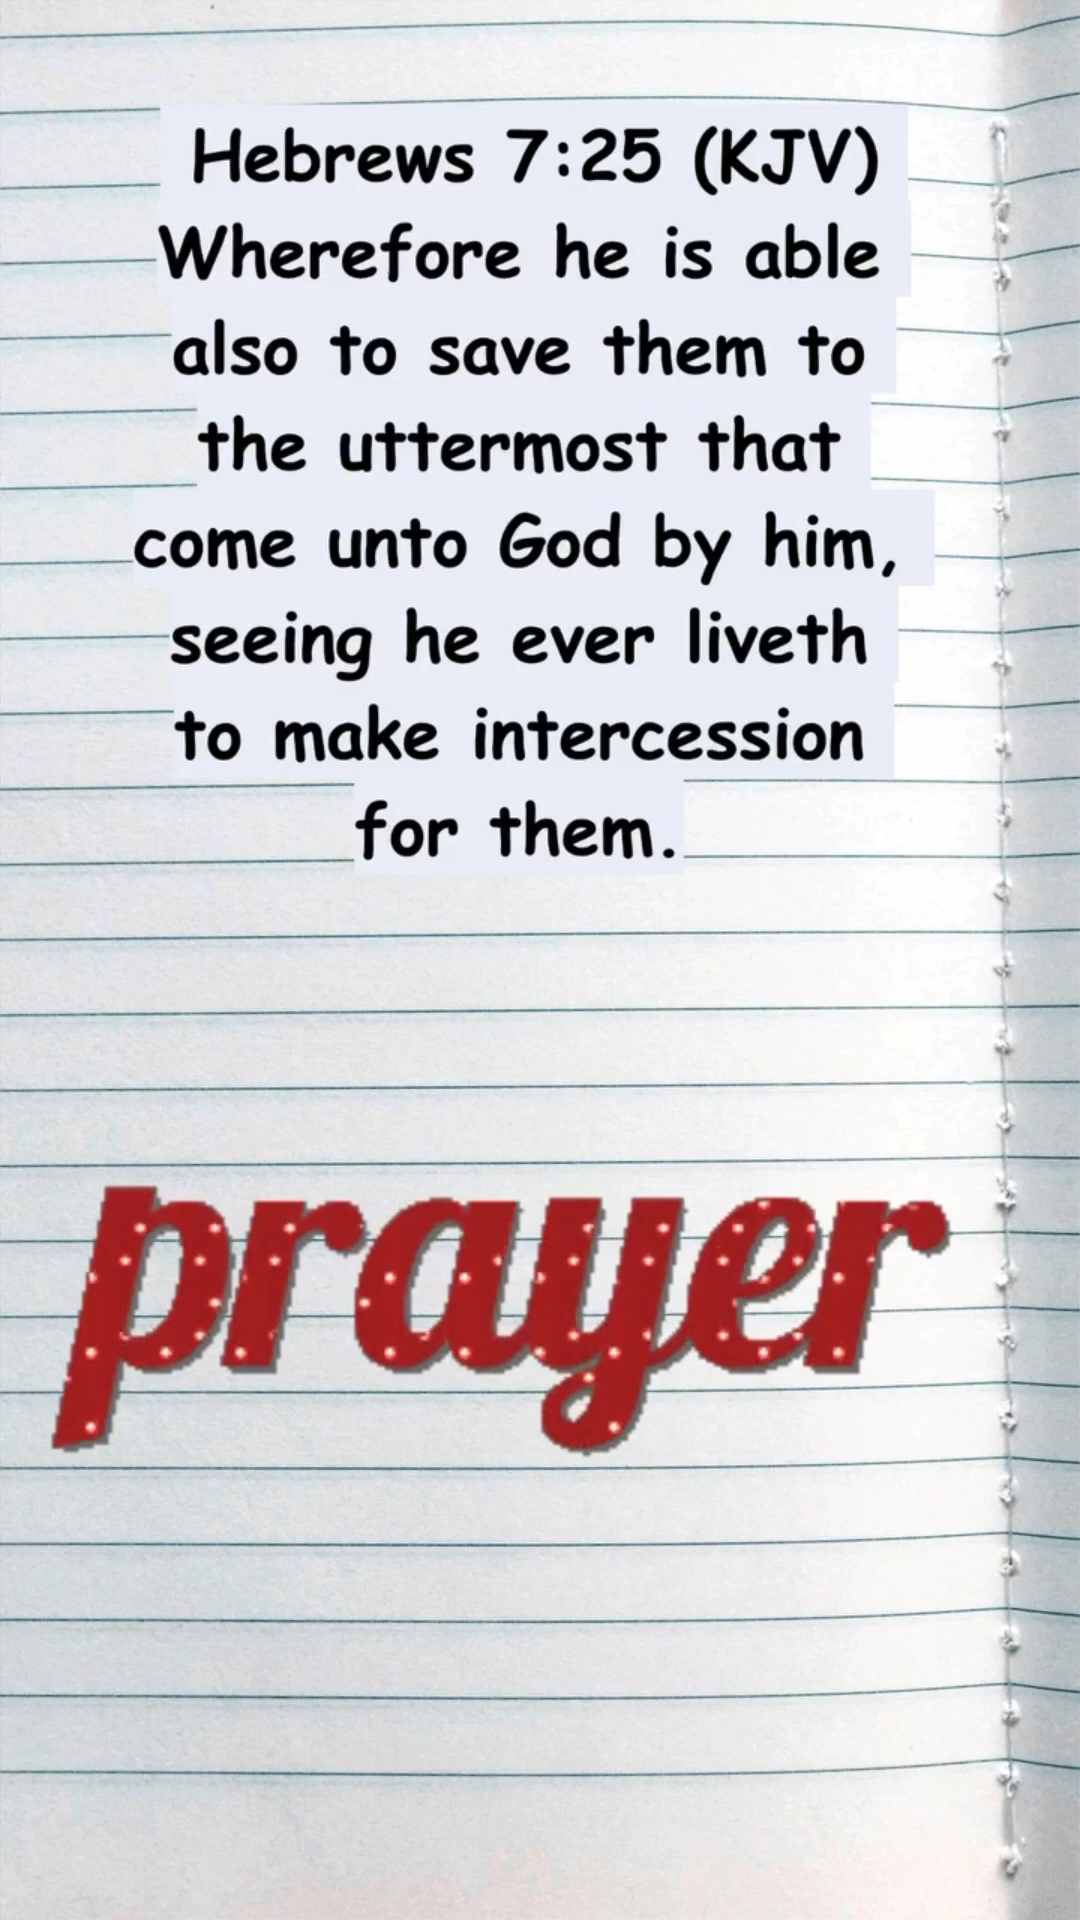 Hebrews 7:25 (KJV)
Wherefore he is able
also to save them to
the uttermost that
come unto God by him,
seeing he ever liveth
to make intercession
for them.
prayer